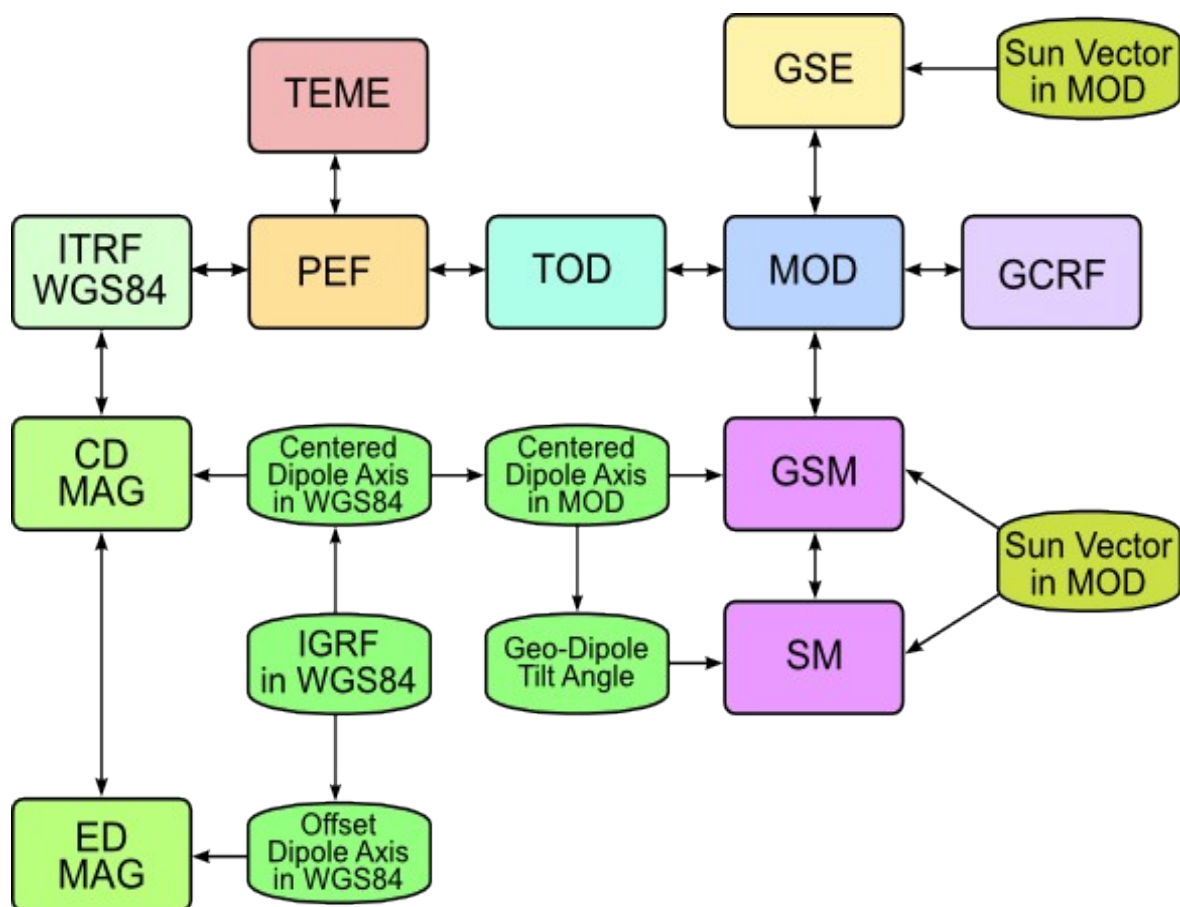 TEME
GSE
Sun Vector
in MOD
ITRF
WGS84
PEF
TOD
MOD
GCRF
CD
MAG
Centered
Dipole Axis
in WGS84
Centered
Dipole Axis
in MOD
GSM
Sun Vector
in MOD
IGRF
in WGS84
Geo-Dipole
Tilt Angle
SM
ED
MAG
Offset
Dipole Axis
in WGS84